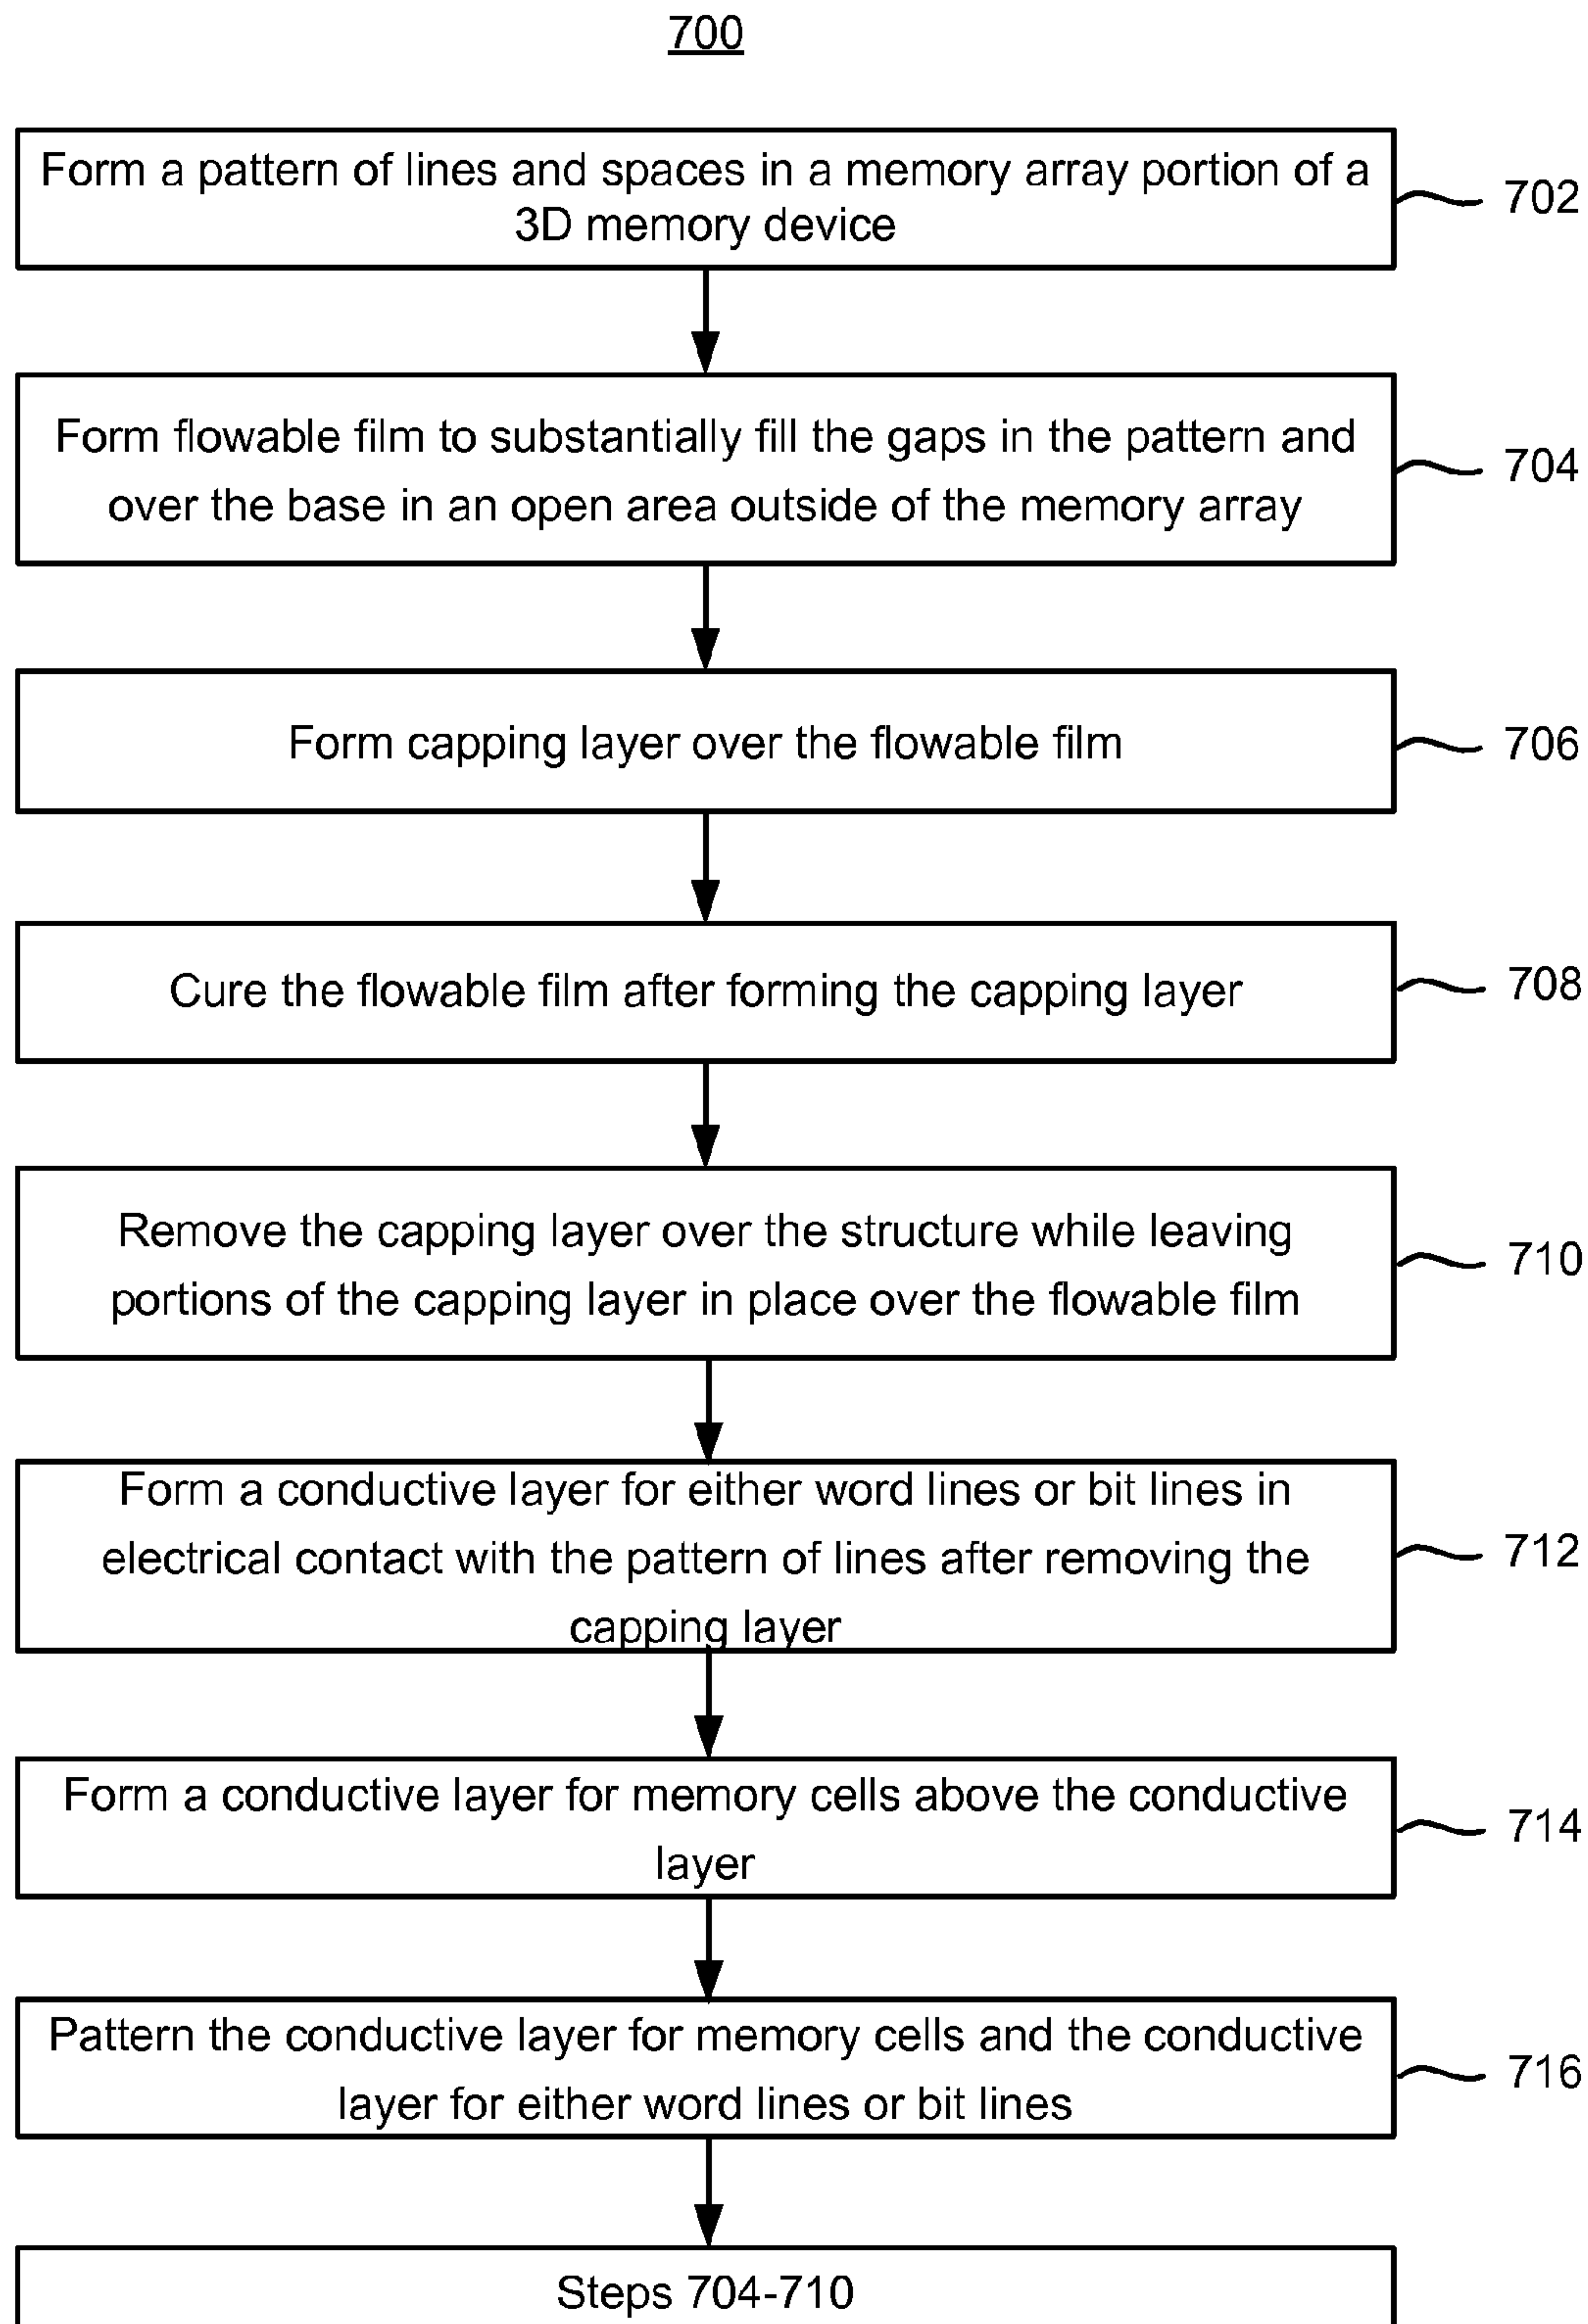 700
Form a pattern of lines and spaces in a memory array portion of a
3D memory device
702
Form flowable film to substantially fill the gaps in the pattern and
over the base in an open area outside of the memory array
704
Form capping layer over the flowable film
706
Cure the flowable film after forming the capping layer
708
Remove the capping layer over the structure while leaving
portions of the capping layer in place over the flowable film
710
Form a conductive layer for either word lines or bit lines in
electrical contact with the pattern of lines after removing the
capping layer
712
Form a conductive layer for memory cells above the conductive
layer
714
Pattern the conductive layer for memory cells and the conductive
layer for either word lines or bit lines
716
Steps 704-710